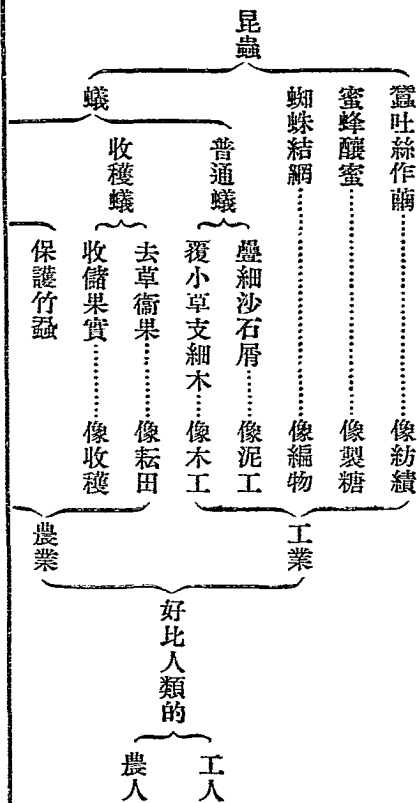 昆蟲
蠶吐絲作繭……像紡績
蜜蜂釀蜜……像製糖
蜘蛛結網……像編物
蟻
普通蟻
疊細沙石屑……像泥工
覆小草支細木……像木工
收穫蟻
去草衞果……像耘田
收儲果實……像收穫
保護竹蝨
工業
農業
好比人類的
工人
農人